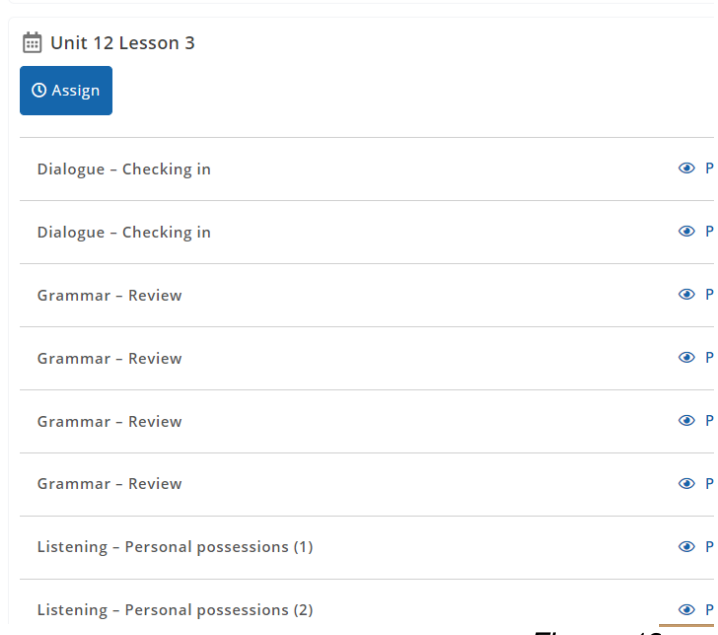 Unit 12 Lesson 3
Assign
Dialogue – Checking in P
Dialogue – Checking in P
Grammar – Review P
Grammar – Review P
Grammar – Review P
Grammar – Review P
Listening – Personal possessions (1) P
Listening – Personal possessions (2) P